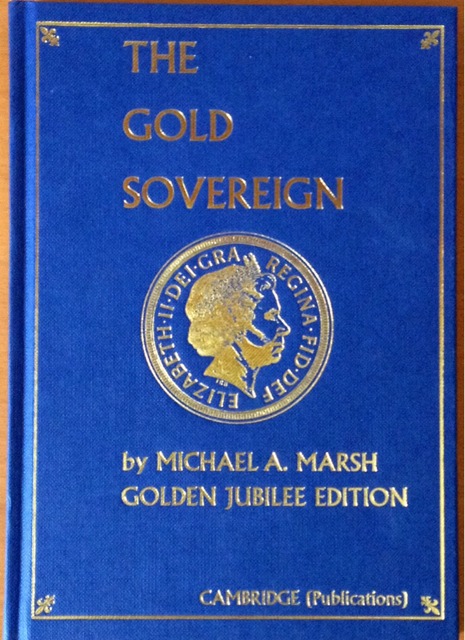 THE
GOLD
SOVEREIGN
ELIZABETH·II·DEI·GRA REGINA·FID·DEF
by MICHAEL A. MARSH
GOLDEN JUBILEE EDITION
CAMBRIDGE (Publications)